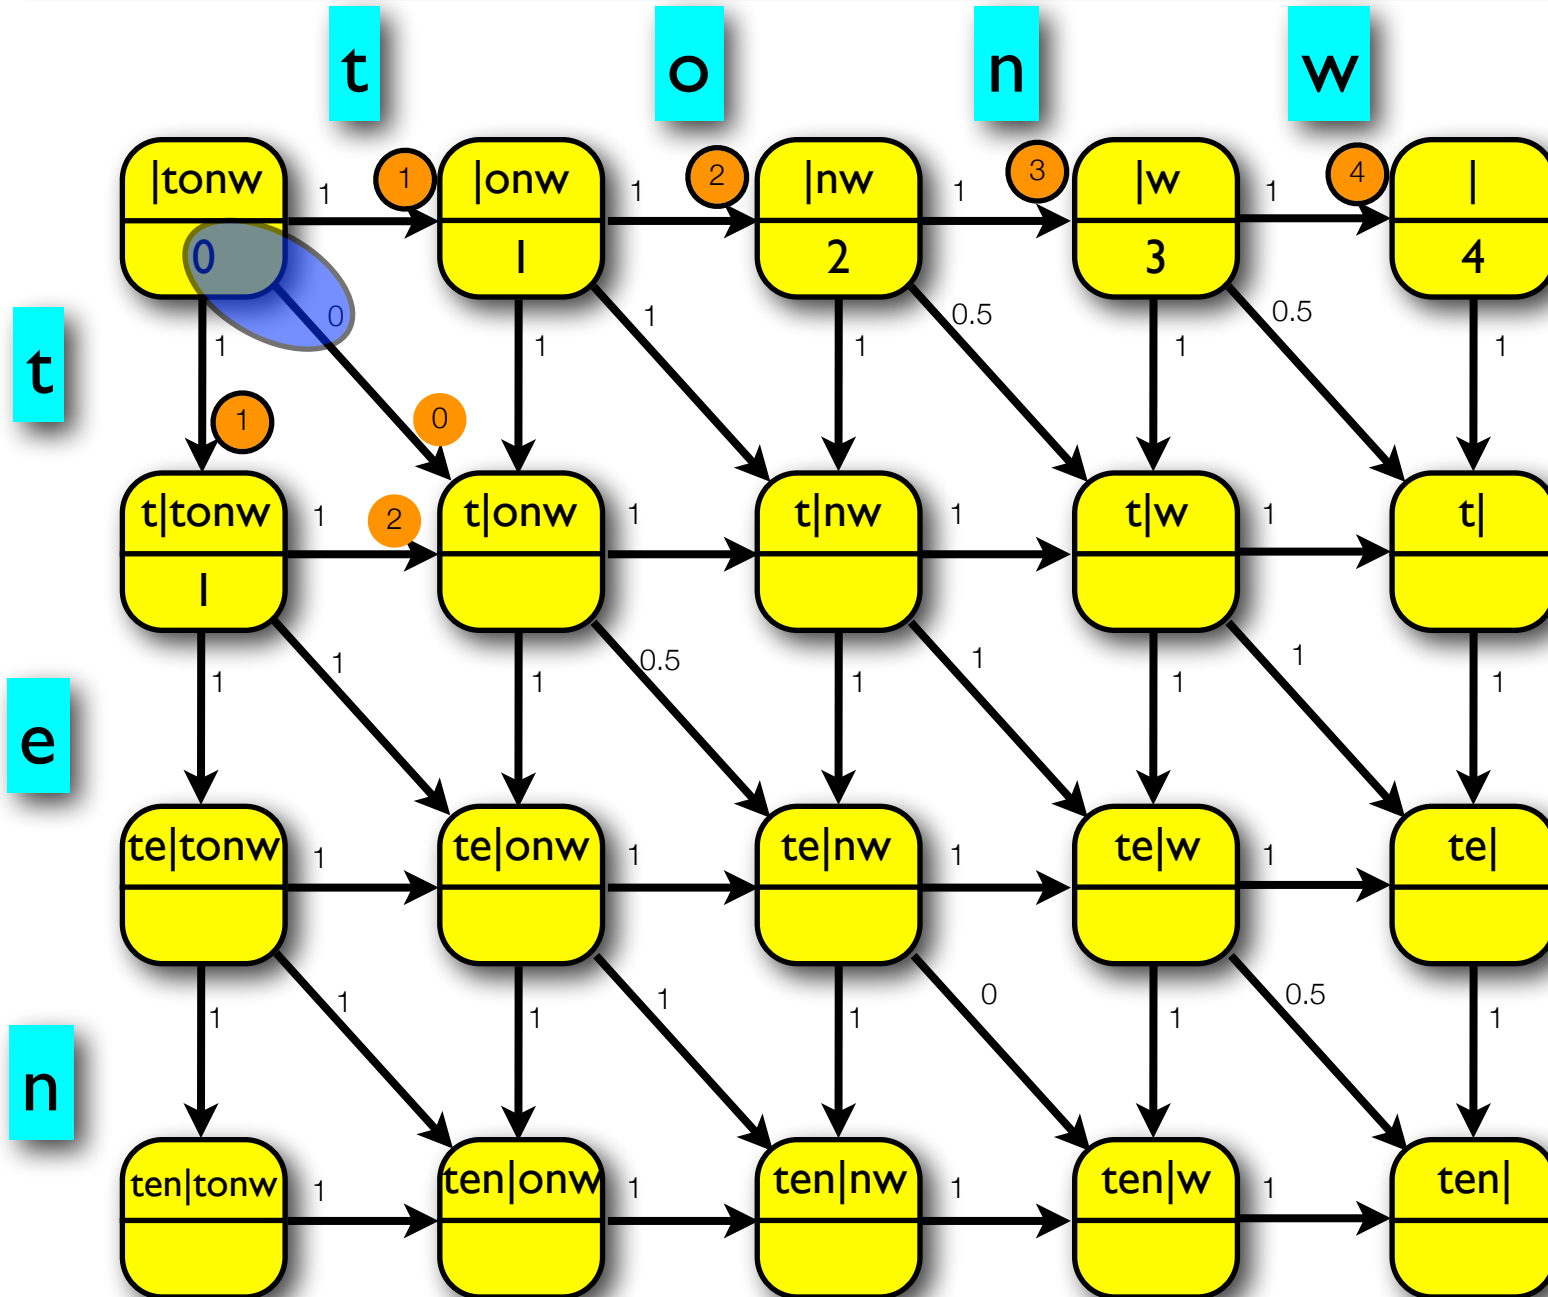 t o n w
|tonw 1 1 |onw 1 2 |nw 1 3 |w 1 4 |
0 1 2 3 4
t 1 0 1 1 1 0.5 1 0.5 1
1 0
t|tonw 1 2 t|onw 1 t|nw 1 t|w 1 t|
1
e 1 1 1 0.5 1 1 1 1 1
te|tonw 1 te|onw 1 te|nw 1 te|w 1 te|
n 1 1 1 1 1 0 1 0.5 1
ten|tonw 1 ten|onw 1 ten|nw 1 ten|w 1 ten|